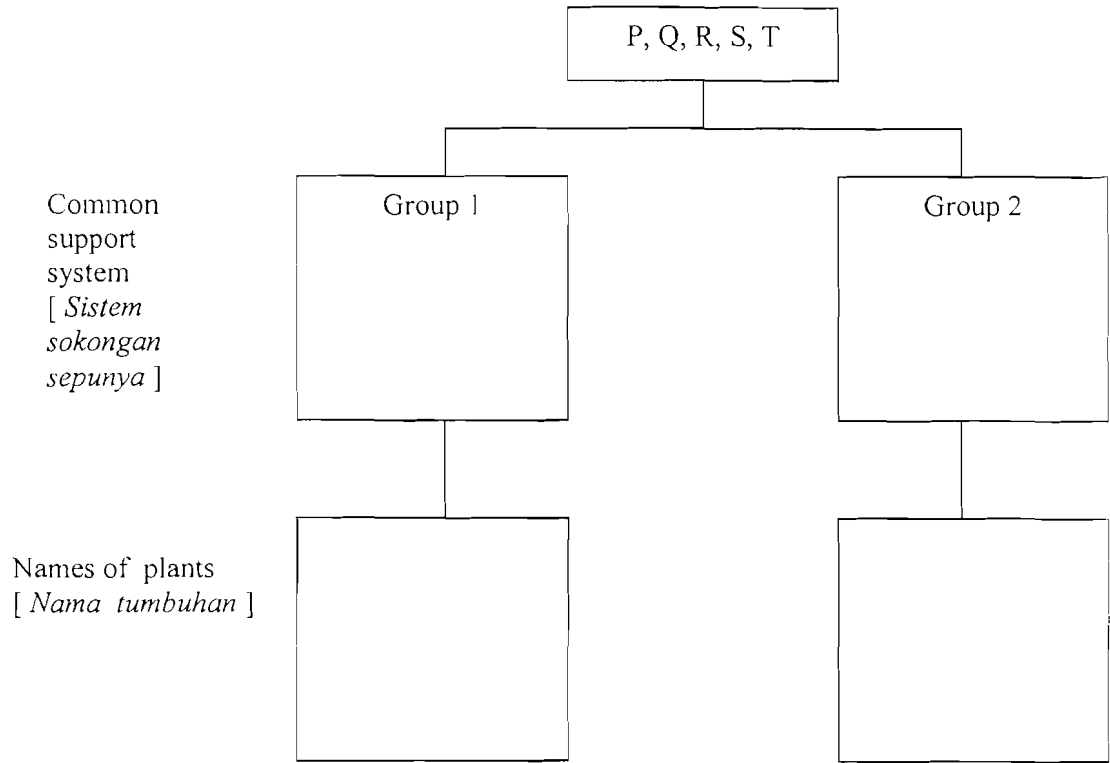 P, Q, R, S, T
Common
support
system
[ Sistem
sokongan
sepunya ]
Group 1
Group 2
Names of plants
[ Nama tumbuhan ]